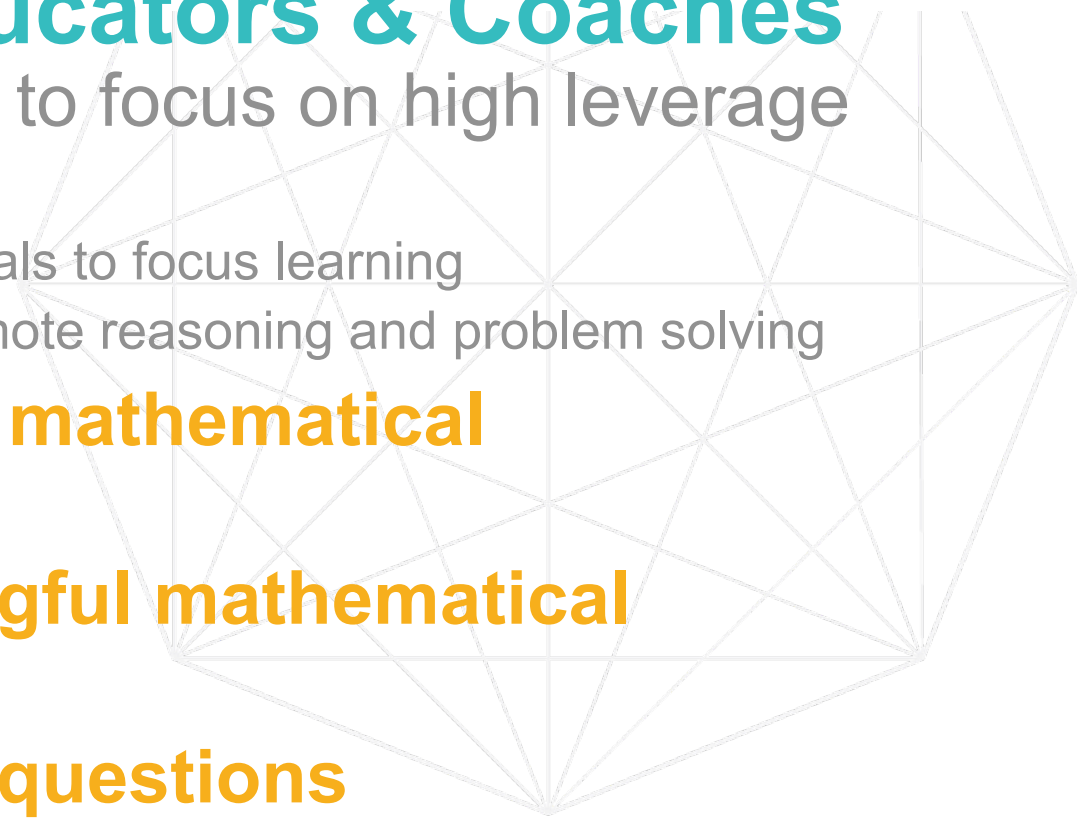 ucators & Coaches
to focus on high leverage
als to focus learning
note reasoning and problem solving
mathematical
gful mathematical
questions